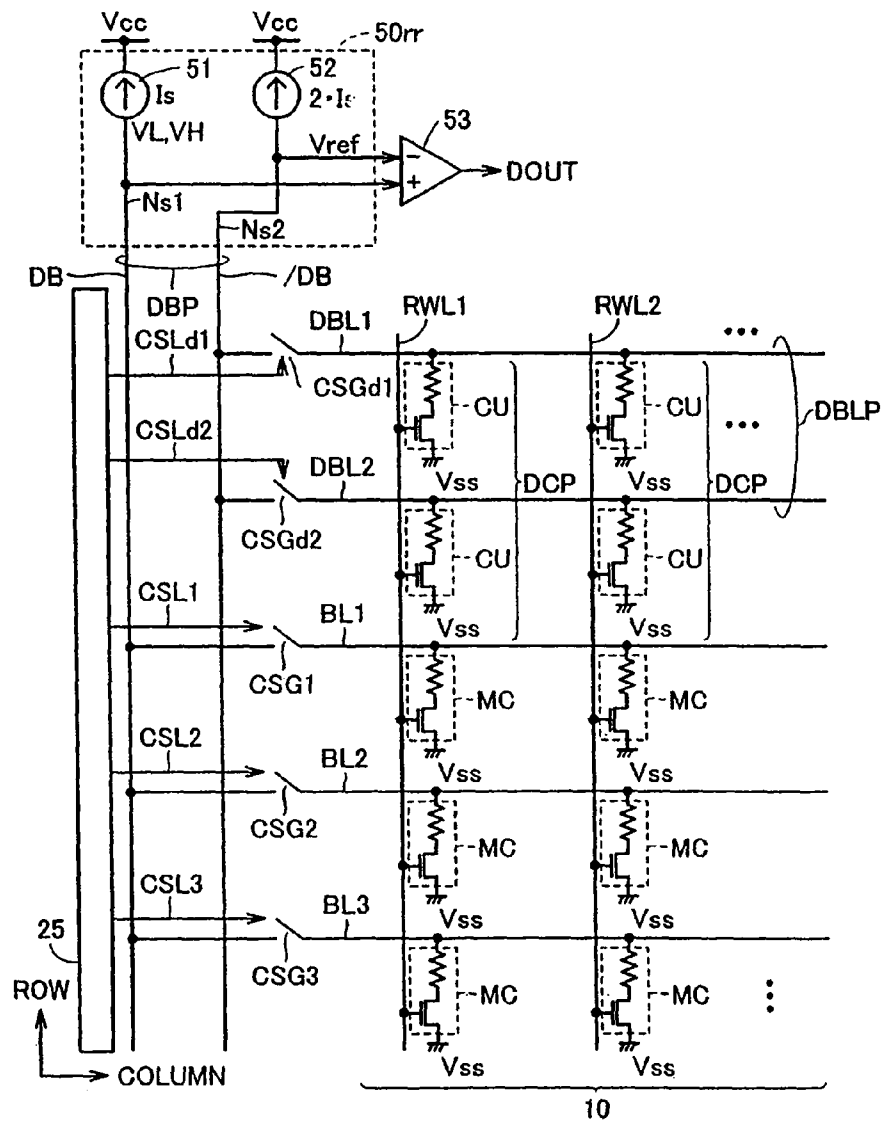 Vcc Vcc 50rr
51 52
Is 2·Is
VL,VH
53
Vref
−
+
DOUT
Ns1
Ns2
DB DBP /DB
RWL1 RWL2
CSLd1 DBL1 •••
CSGd1
CU CU ••• DBLP
CSLd2
Vss DCP Vss DCP
DBL2
CSGd2
CU CU
CSL1 BL1
Vss Vss
CSG1
MC MC
CSL2 BL2
Vss Vss
CSG2
MC MC
CSL3 BL3
Vss Vss
25
CSG3
ROW
MC MC
COLUMN
Vss Vss
10